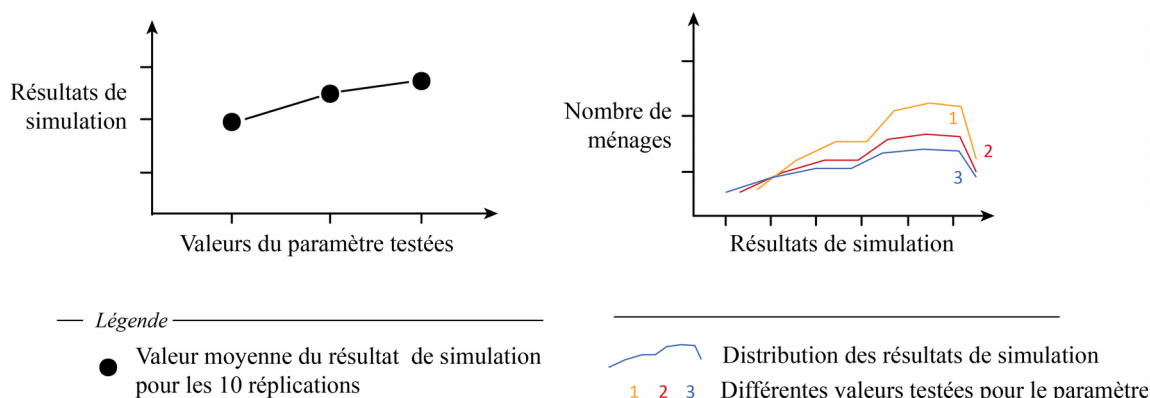 Résultats de
simulation
Valeurs du paramètre testées
Nombre de
ménages
1
2
3
Résultats de simulation
Légende
Valeur moyenne du résultat de simulation
pour les 10 réplications
Distribution des résultats de simulation
1 2 3 Différentes valeurs testées pour le paramètre